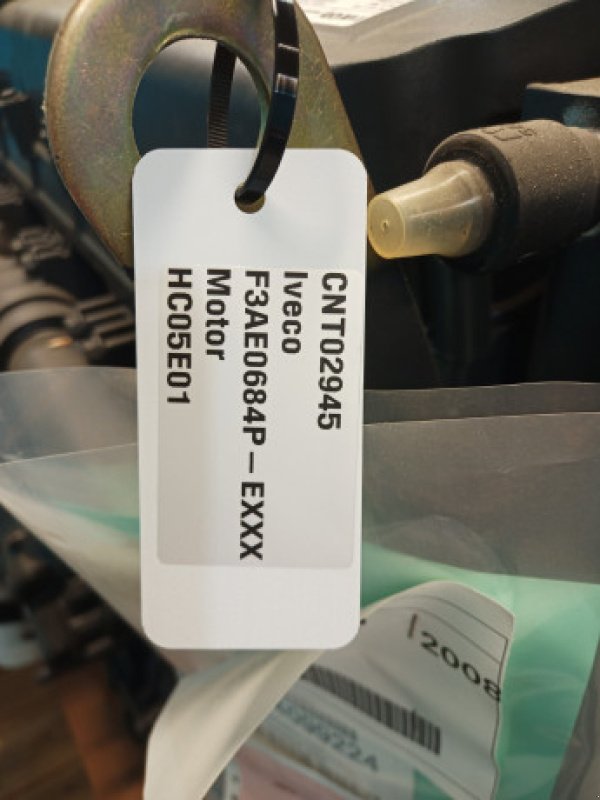 CNT02945
Iveco
F3AE0684P – EXXX
Motor
HC05E01
2008